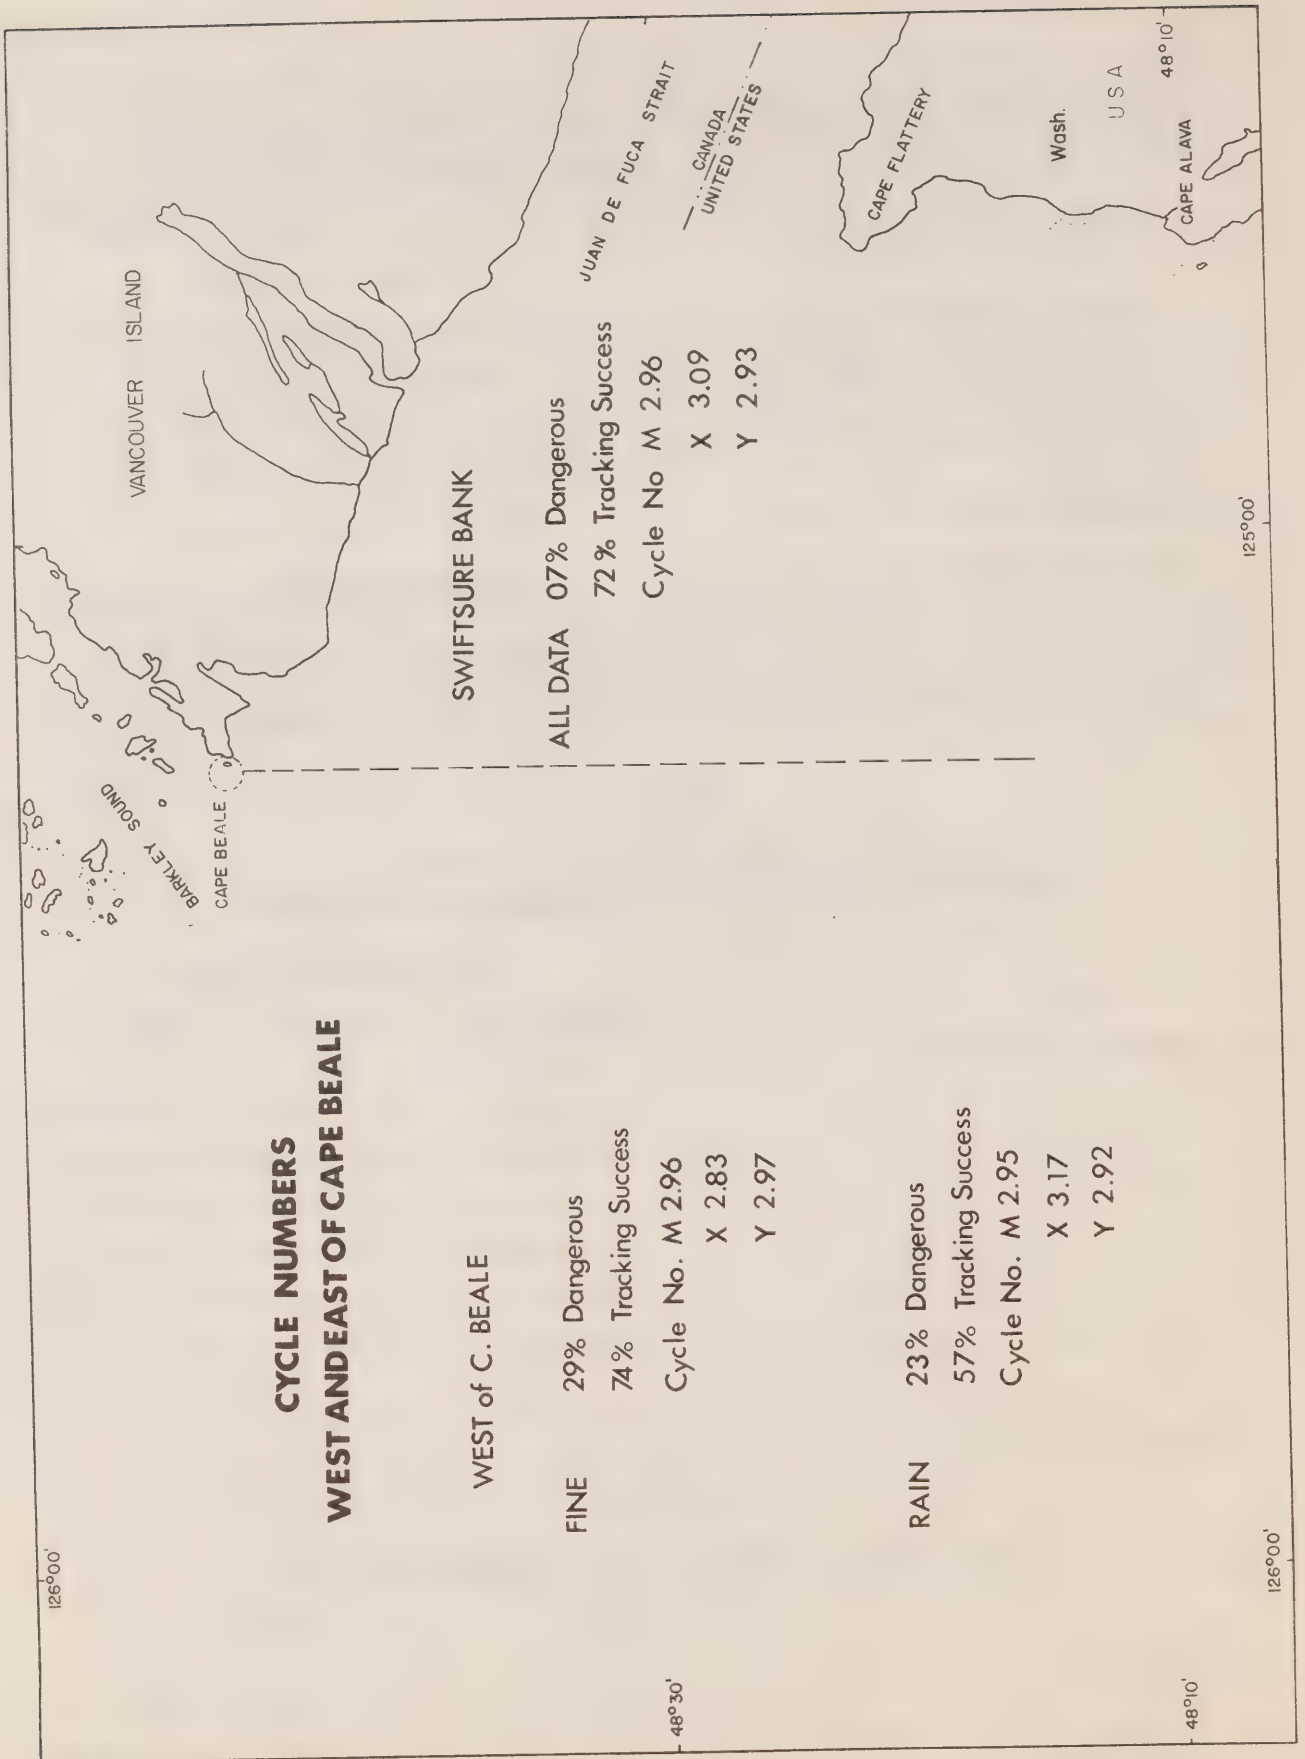 126°00'
VANCOUVER ISLAND
BARKLEY SOUND
CAPE BEALE
CYCLE NUMBERS
WEST AND EAST OF CAPE BEALE
WEST of C. BEALE
FINE 29% Dangerous
74% Tracking Success
Cycle No. M 2.96
X 2.83
Y 2.97
RAIN 23% Dangerous
57% Tracking Success
Cycle No. M 2.95
X 3.17
Y 2.92
SWIFTSURE BANK
ALL DATA 07% Dangerous
72% Tracking Success
Cycle No M 2.96
X 3.09
Y 2.93
JUAN DE FUCA STRAIT
CANADA
UNITED STATES
CAPE FLATTERY
Wash.
USA
CAPE ALAVA
48°10'
48°30'
48°10'
126°00'
125°00'